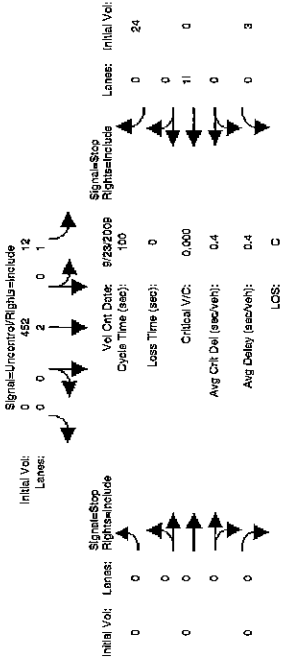 Signal=Uncontrol/Rights=Include
Initial Vol: 0 452 12
Lanes: 0 0 2 0 1
Signal=Stop Signal=Stop
Initial Vol: Lanes: Rights=Include Vol Cnt Date: 9/23/2009 Rights=Include Lanes: Initial Vol:
0 0 Cycle Time (sec): 100 0 24
0 Loss Time (sec): 0 0
0 0 Critical V/C: 0.000 1! 0
0 Avg Crit Del (sec/veh): 0.4 0
0 0 Avg Delay (sec/veh): 0.4 0 3
LOS: C